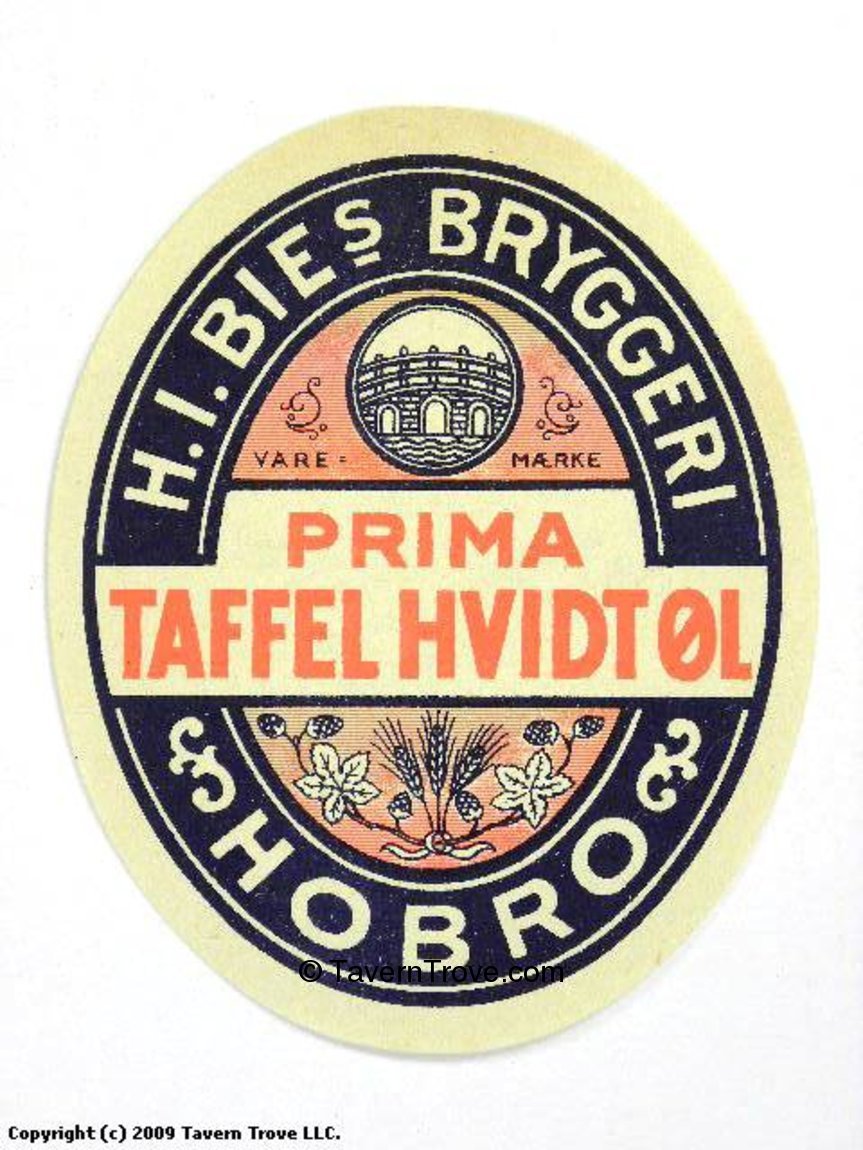 H.I. BIES BRYGGERI
VARE = MÆRKE
PRIMA
TAFFEL HVIDTØL
HOBRO
© TavernTrove.com
Copyright (c) 2009 Tavern Trove LLC.